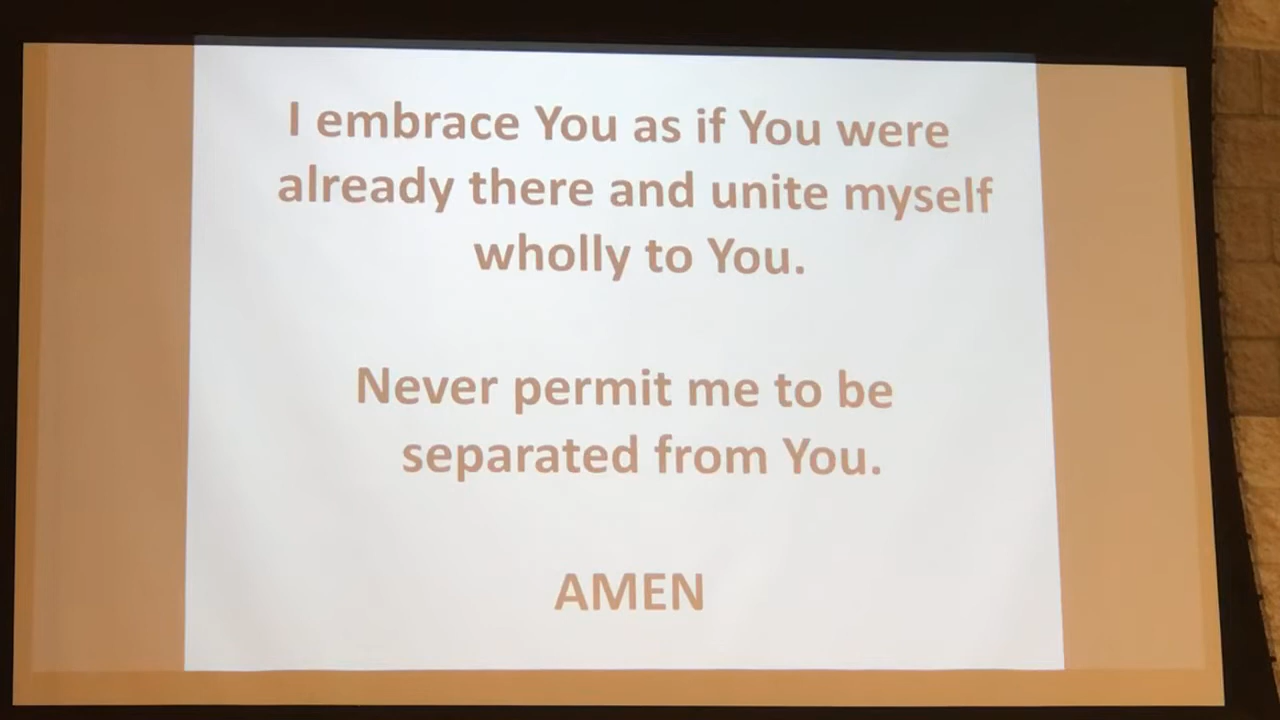 I embrace You as if You were
already there and unite myself
wholly to You.
Never permit me to be
separated from You.
AMEN